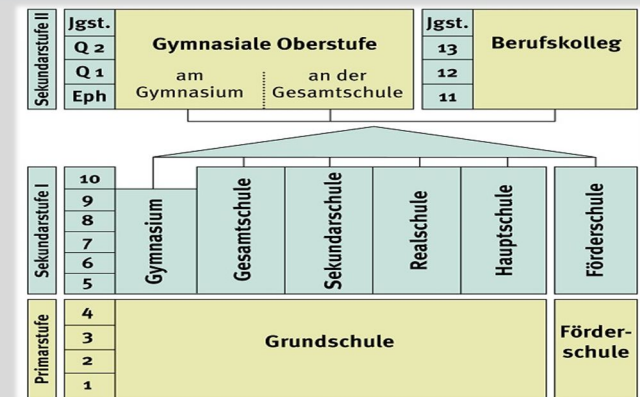 Sekundarstufe II
Jgst.
Q 2
Q 1
Eph
Gymnasiale Oberstufe
am
Gymnasium
an der
Gesamtschule
Jgst.
13
12
11
Berufskolleg
Sekundarstufe I
10
9
8
7
6
5
Gymnasium
Gesamtschule
Sekundarschule
Realschule
Hauptschule
Förderschule
Primarstufe
4
3
2
1
Grundschule
Förder-
schule